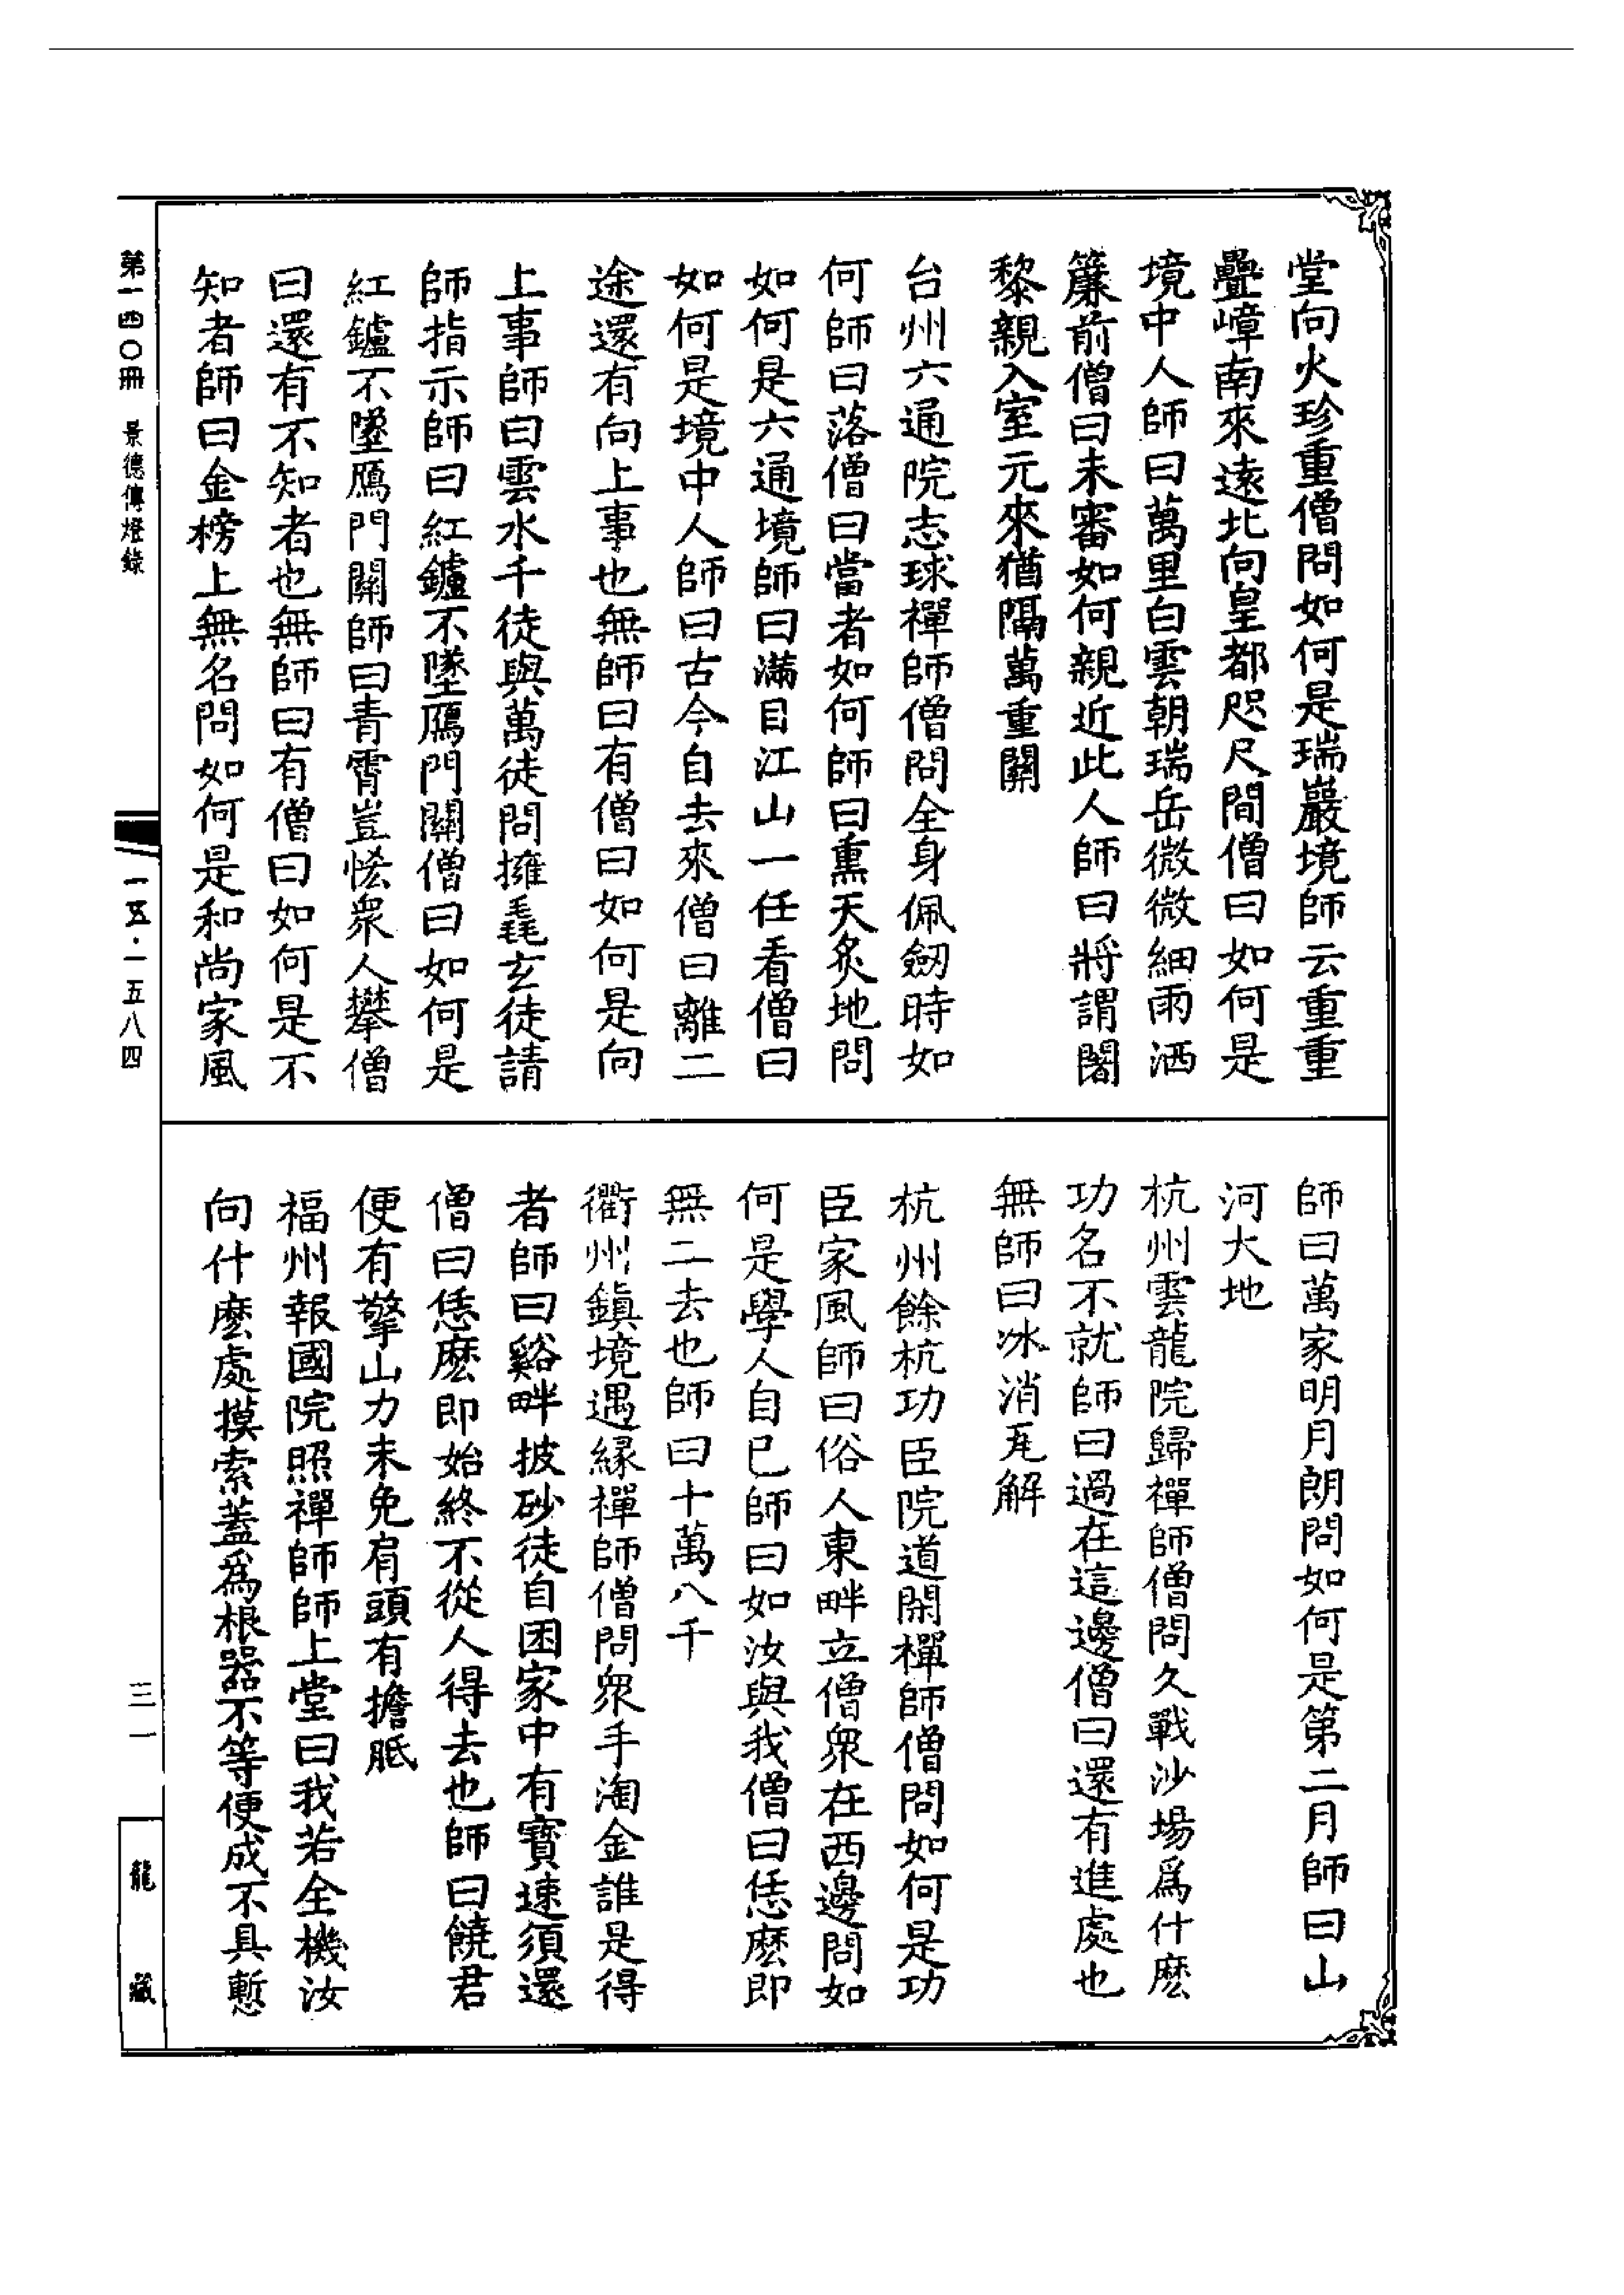 堂向火珍重僧問如何是瑞巖境師云重重
疊嶂南來遠北向皇都咫尺間僧曰如何是
境中人師曰萬里白雲朝瑞岳微微細雨洒
簾前僧曰未審如何親近此人師曰將謂闍
黎親入室元來猶隔萬重關
台州六通院志球禪師僧問全身佩劒時如
何師曰落僧曰當者如何師曰熏天炙地問
如何是六通境師曰滿目江山一任看僧曰
如何是境中人師曰古今自去來僧曰離二
途還有向上事也無師曰有僧曰如何是向
上事師曰雲水千徒與萬徒問擁毳玄徒請
師指示師曰紅鑪不墜鴈門關僧曰如何是
紅鑪不墜鴈門關師曰青霄豈恡衆人攀僧
曰還有不知者也無師曰有僧曰如何是不
知者師曰金榜上無名問如何是和尚家風
師曰萬家明月朗問如何是第二月師曰山
河大地
杭州雲龍院歸禪師僧問久戰沙場爲什麽
功名不就師曰過在這邊僧曰還有進處也
無師曰冰消瓦解
杭州餘杭功臣院道閑禪師僧問如何是功
臣家風師曰俗人東畔立僧衆在西邊問如
何是學人自已師曰如汝與我僧曰恁麽即
無二去也師曰十萬八千
衢州鎭境遇縁禪師僧問衆手淘金誰是得
者師曰谿畔披砂徒自困家中有寶速須還
僧曰恁麽即始終不從人得去也師曰饒君
便有擎山力未免肩頭有擔胝
福州報國院照禪師師上堂曰我若全機汝
向什麽處摸索蓋爲根器不等便成不具慙
第一四〇冊 景德傳燈錄
一五·一五八四
三一
龍藏